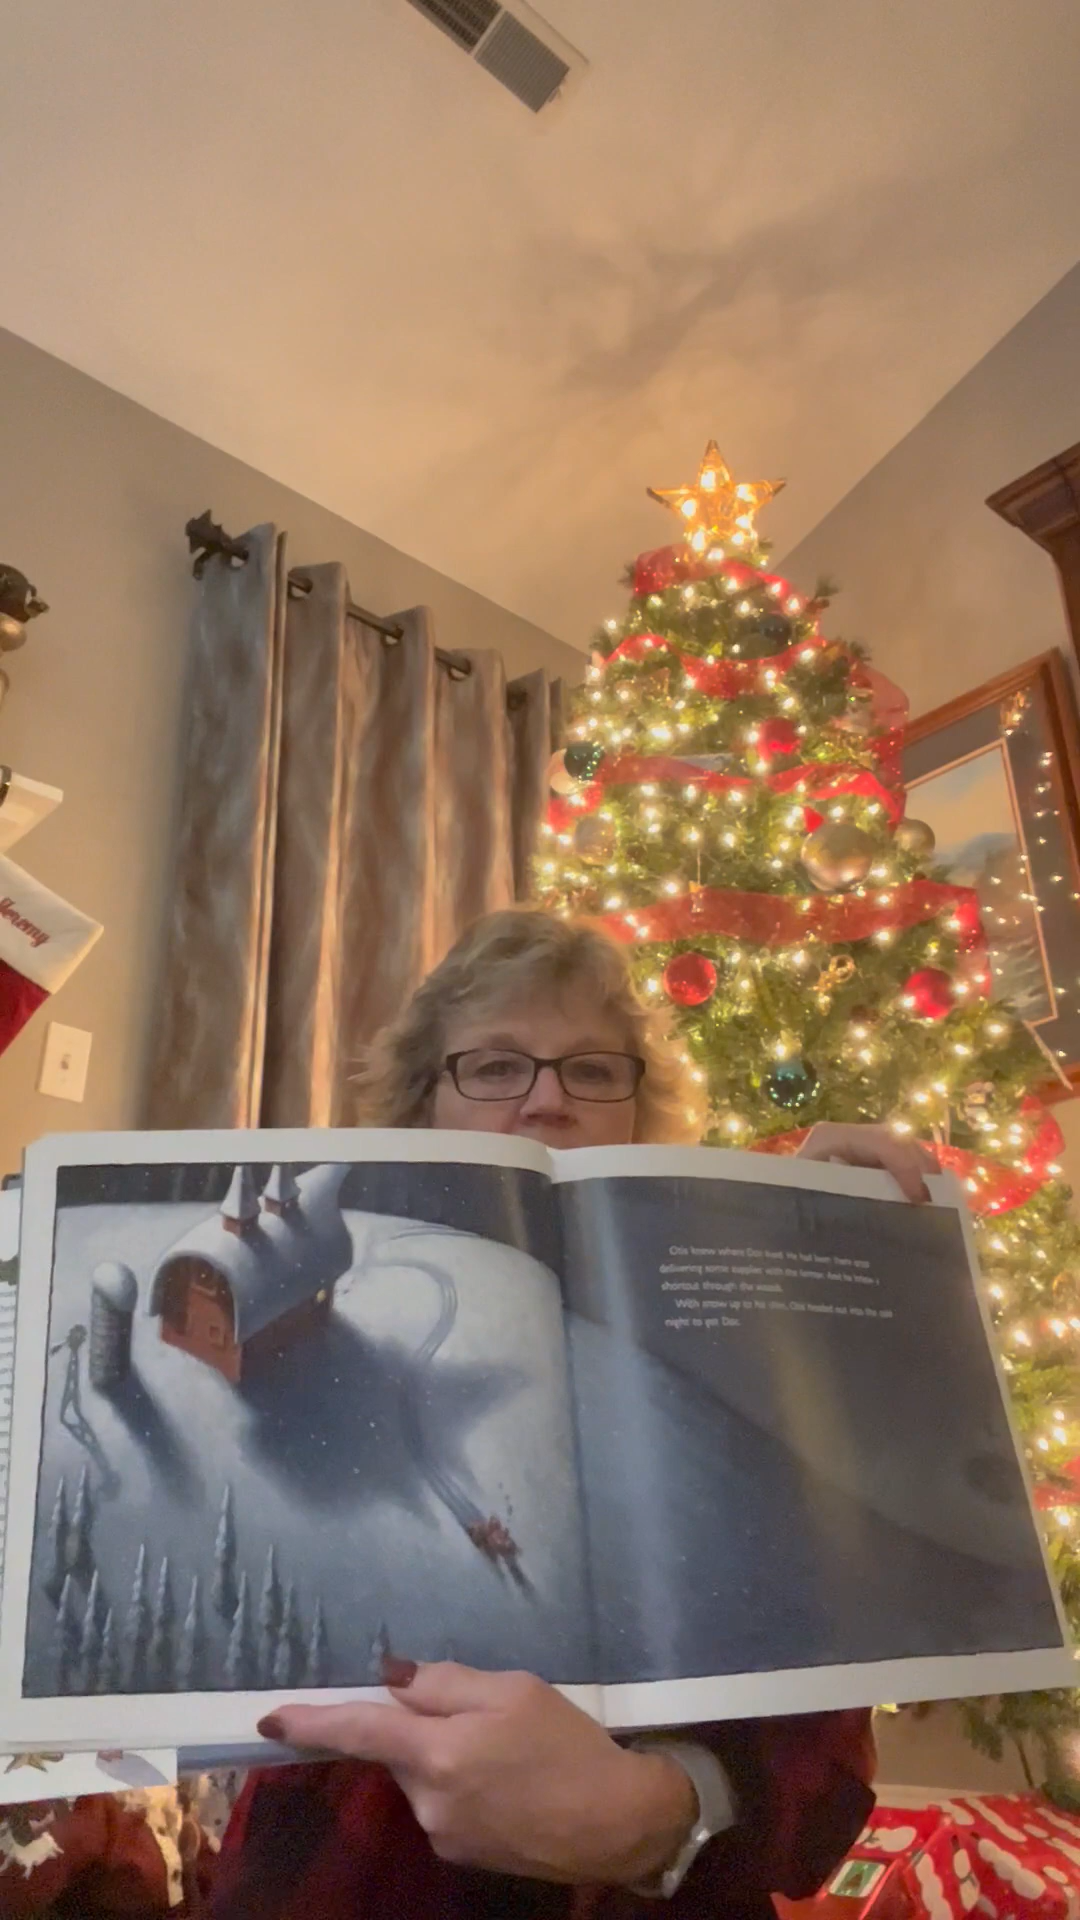 Jeremy
Otis knew where Doc lived. He had been there once
delivering some supplies with the farmer. And he knew a
shortcut through the woods.
With snow up to his axles, Otis headed out into the cold
night to get Doc.